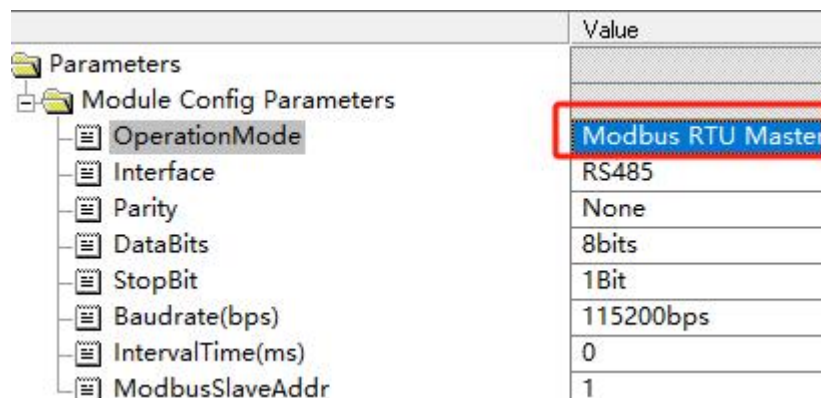 Value
Parameters
Module Config Parameters
OperationMode Modbus RTU Master
Interface RS485
Parity None
DataBits 8bits
StopBit 1Bit
Baudrate(bps) 115200bps
IntervalTime(ms) 0
ModbusSlaveAddr 1